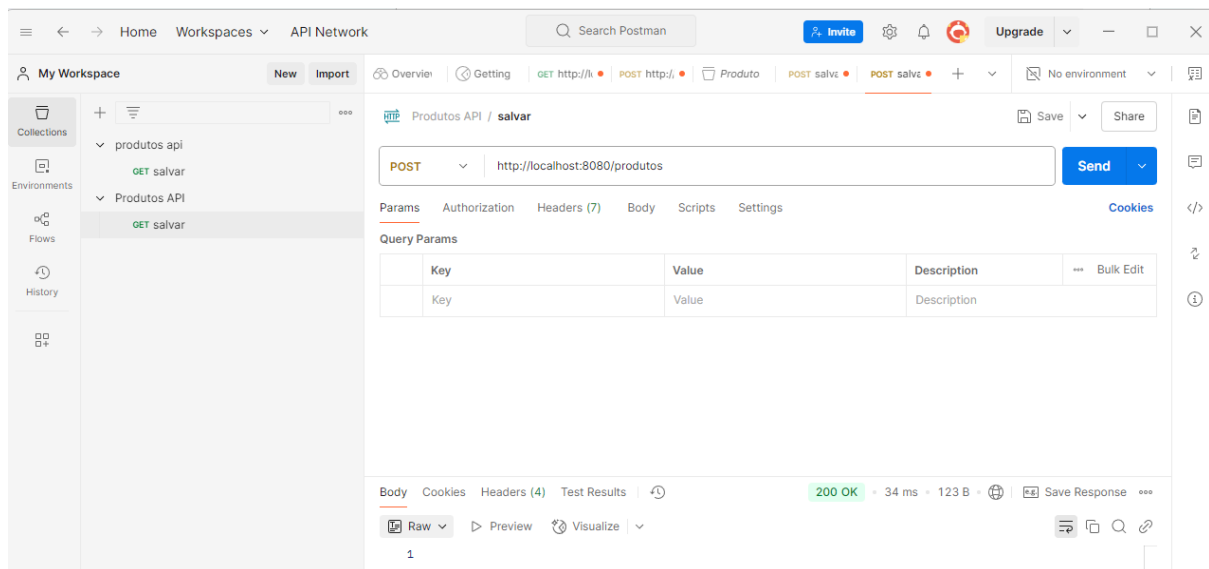 Home Workspaces API Network Search Postman Invite Upgrade
My Workspace New Import Overviev Getting GET http://l POST http:/, Produto POST salva POST salva No environment
Collections
Environments
Flows
History
produtos api
GET salvar
Produtos API
GET salvar
HTTP Produtos API / salvar Save Share
POST http://localhost:8080/produtos Send
Params Authorization Headers (7) Body Scripts Settings Cookies
Query Params
Key Value Description Bulk Edit
Key Value Description
Body Cookies Headers (4) Test Results 200 OK 34 ms 123 B Save Response
Raw Preview Visualize
1